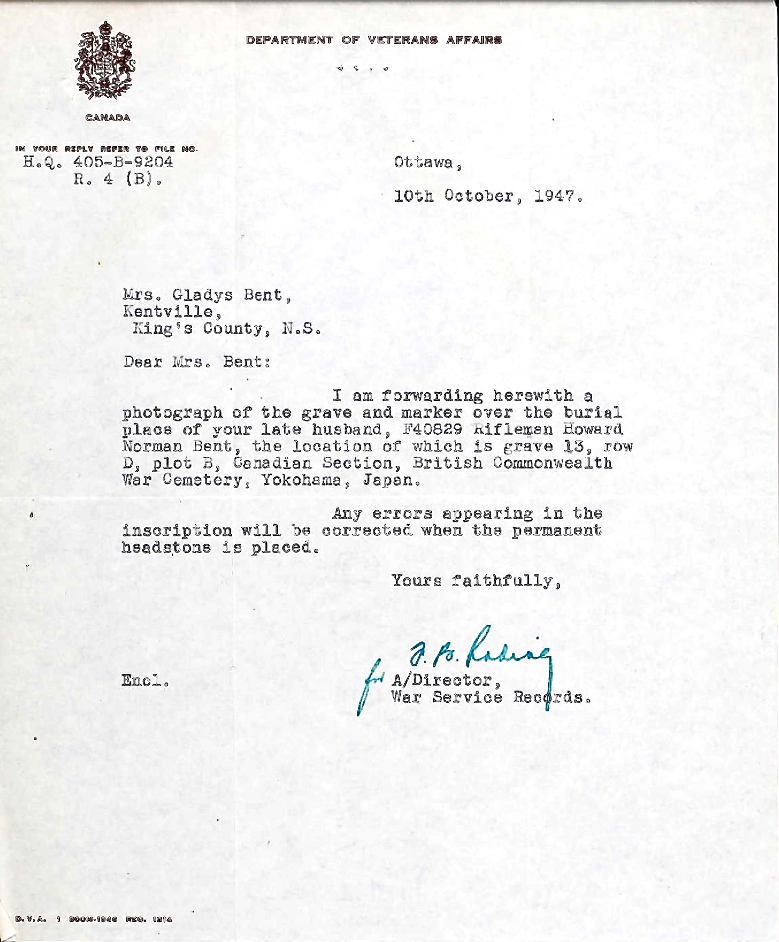 DEPARTMENT OF VETERANS AFFAIRS
CANADA
IN YOUR REPLY REFER TO FILE NO.
H.Q. 405-B-9204
R. 4 (B).
Ottawa,
10th October, 1947.
Mrs. Gladys Bent,
Kentville,
King's County, N.S.
Dear Mrs. Bent:
I am forwarding herewith a
photograph of the grave and marker over the burial
place of your late husband, F40829 Rifleman Howard
Norman Bent, the location of which is grave 13, row
D, plot B, Canadian Section, British Commonwealth
War Cemetery, Yokohama, Japan.
Any errors appearing in the
inscription will be corrected when the permanent
headstone is placed.
Yours faithfully,
for
Encl.
A/Director,
War Service Records.
D.V.A. 1